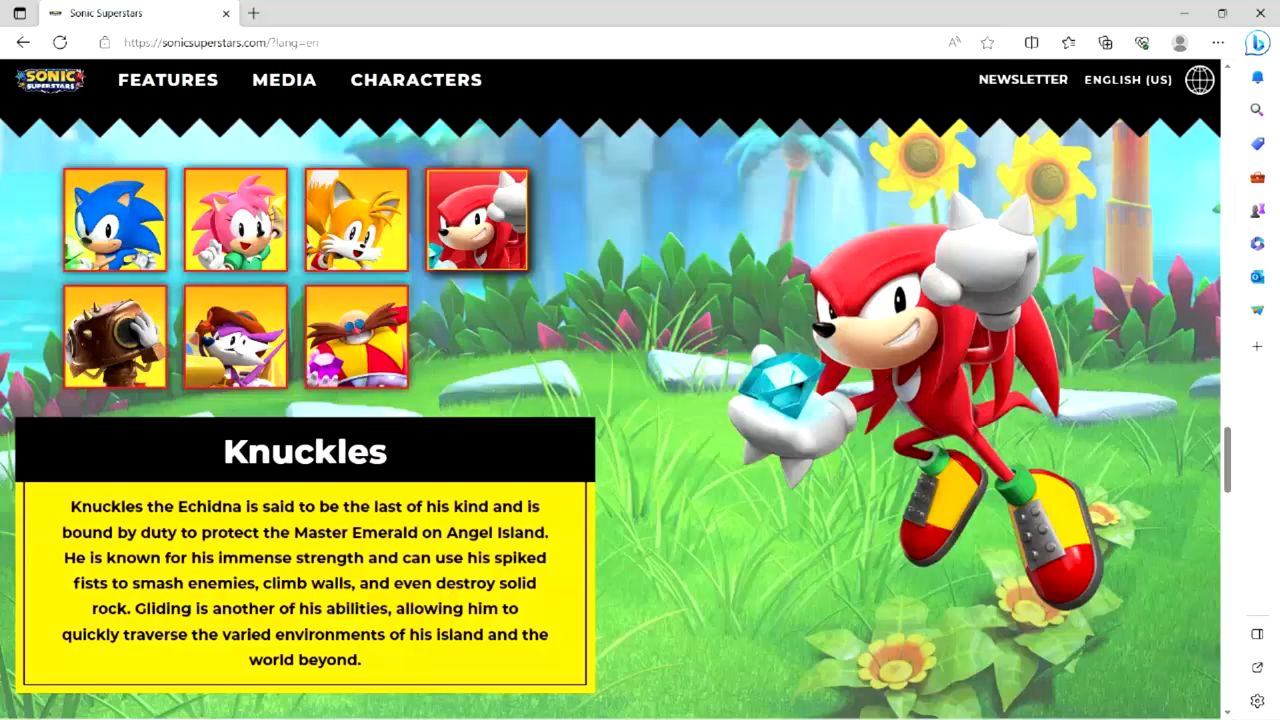 Sonic Superstars
https://sonicsuperstars.com/?lang=en
SONIC
SUPERSTARS
FEATURES
MEDIA
CHARACTERS
NEWSLETTER
ENGLISH (US)
Knuckles
Knuckles the Echidna is said to be the last of his kind and is
bound by duty to protect the Master Emerald on Angel Island.
He is known for his immense strength and can use his spiked
fists to smash enemies, climb walls, and even destroy solid
rock. Gliding is another of his abilities, allowing him to
quickly traverse the varied environments of his island and the
world beyond.